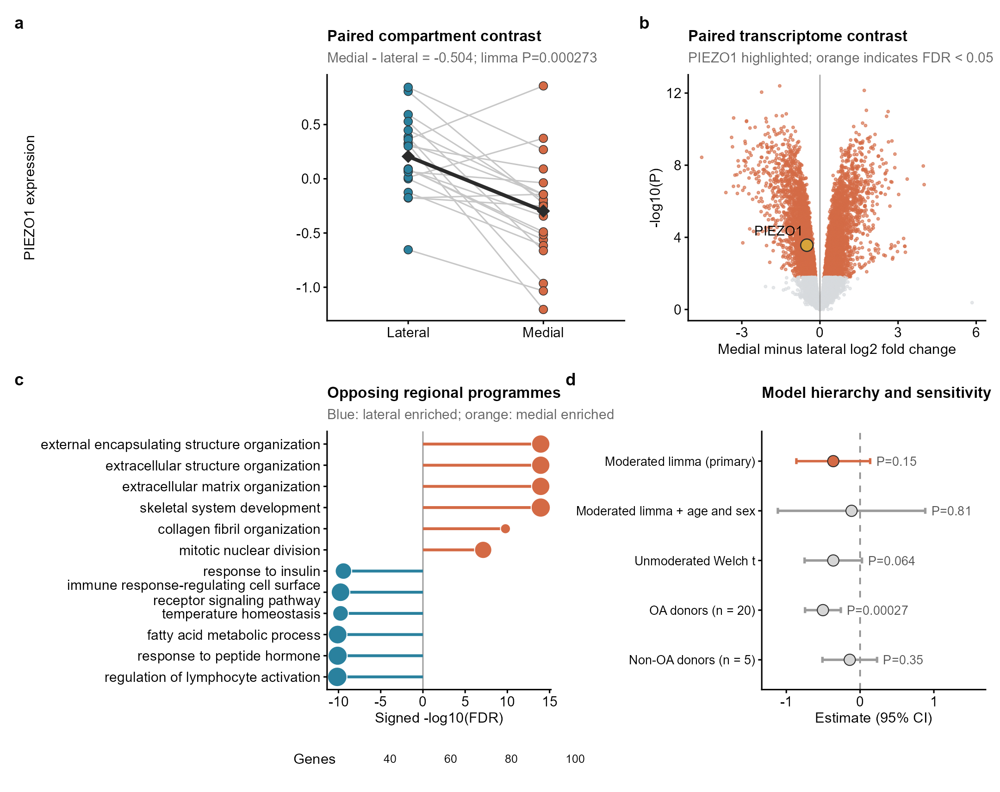 a
Paired compartment contrast
Medial - lateral = -0.504; limma P=0.000273
PIEZO1 expression
0.5
0.0
-0.5
-1.0
Lateral
Medial
b
Paired transcriptome contrast
PIEZO1 highlighted; orange indicates FDR < 0.05
-log10(P)
12
8
4
0
PIEZO1
-3
0
3
6
Medial minus lateral log2 fold change
c
Opposing regional programmes
Blue: lateral enriched; orange: medial enriched
external encapsulating structure organization
extracellular structure organization
extracellular matrix organization
skeletal system development
collagen fibril organization
mitotic nuclear division
response to insulin
immune response-regulating cell surface
receptor signaling pathway
temperature homeostasis
fatty acid metabolic process
response to peptide hormone
regulation of lymphocyte activation
-10
-5
0
5
10
15
Signed -log10(FDR)
Genes
40
60
80
100
d
Model hierarchy and sensitivity
Moderated limma (primary)
P=0.15
Moderated limma + age and sex
P=0.81
Unmoderated Welch t
P=0.064
OA donors (n = 20)
P=0.00027
Non-OA donors (n = 5)
P=0.35
-1
0
1
Estimate (95% CI)